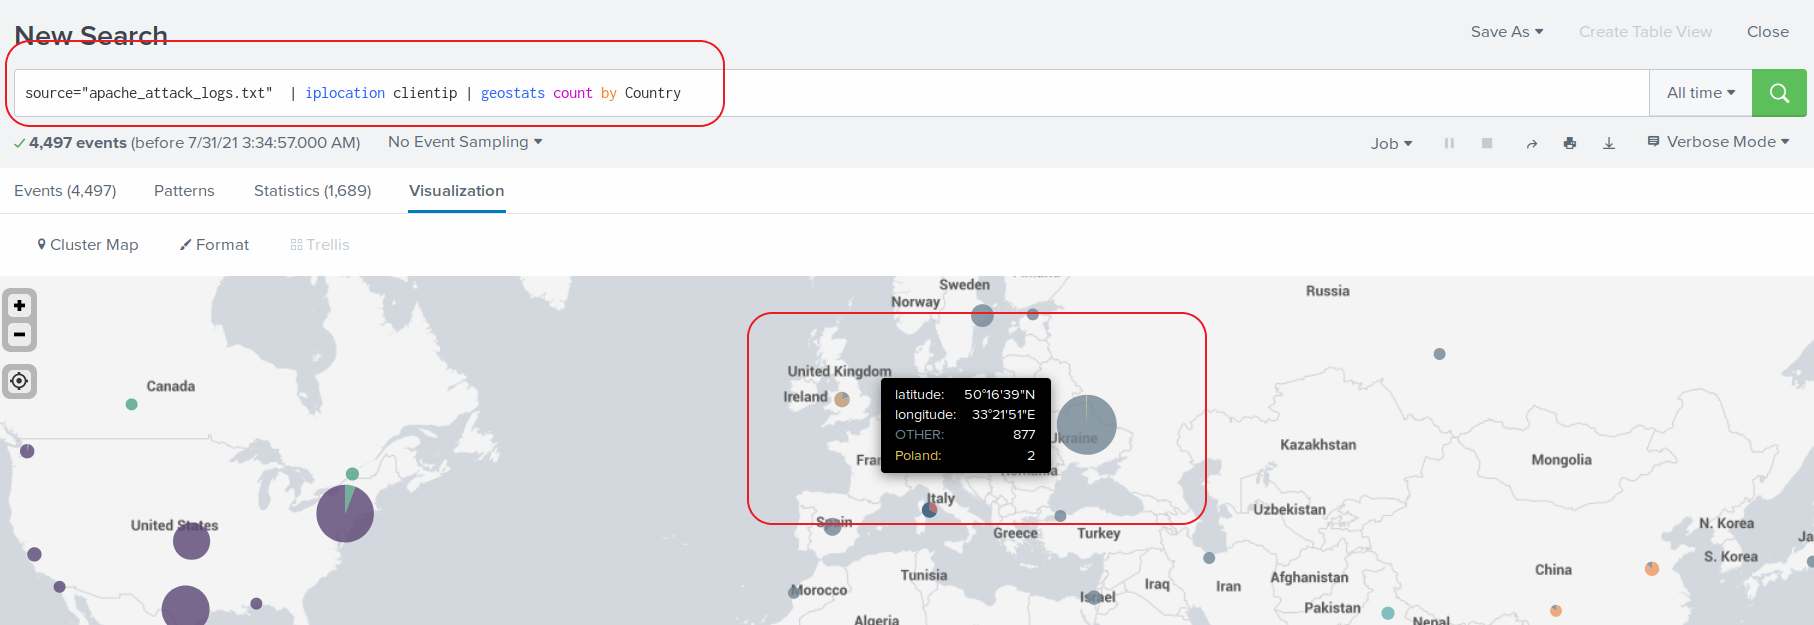 New Search
Save As
Create Table View
Close
source="apache_attack_logs.txt" | iplocation clientip | geostats count by Country
All time
4,497 events (before 7/31/21 3:34:57.000 AM)
No Event Sampling
Job
Verbose Mode
Events (4,497)
Patterns
Statistics (1,689)
Visualization
Cluster Map
Format
Trellis
Sweden
Norway
Russia
United Kingdom
Canada
Ireland
latitude: 50°16'39"N
longitude: 33°21'51"E
OTHER: 877
Poland: 2
Ukraine
Kazakhstan
Mongolia
Romania
Italy
Uzbekistan
United States
Spain
Greece
Turkey
N. Korea
S. Korea
China
Tunisia
Iraq
Iran
Afghanistan
Morocco
Israel
Pakistan
Algeria
Nepal